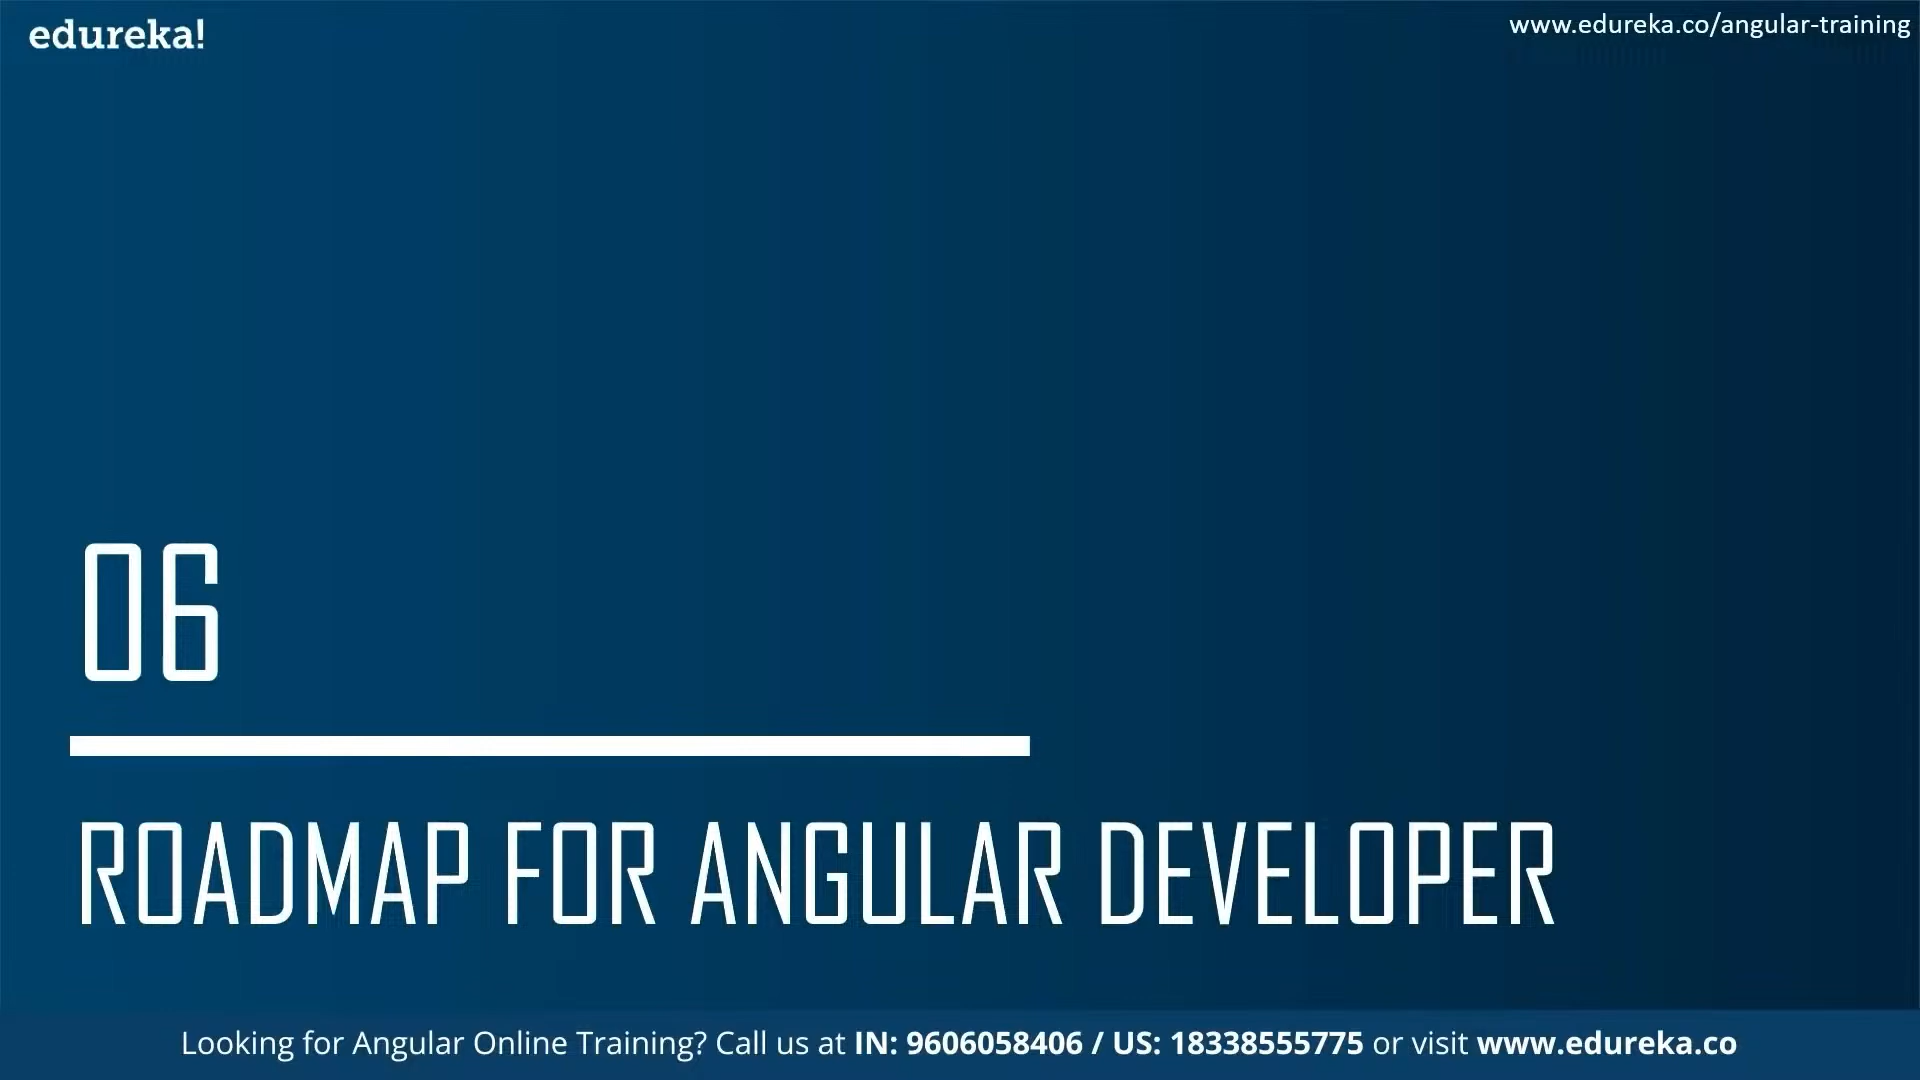 edureka!
www.edureka.co/angular-training
06
ROADMAP FOR ANGULAR DEVELOPER
Looking for Angular Online Training? Call us at IN: 9606058406 / US: 18338555775 or visit www.edureka.co